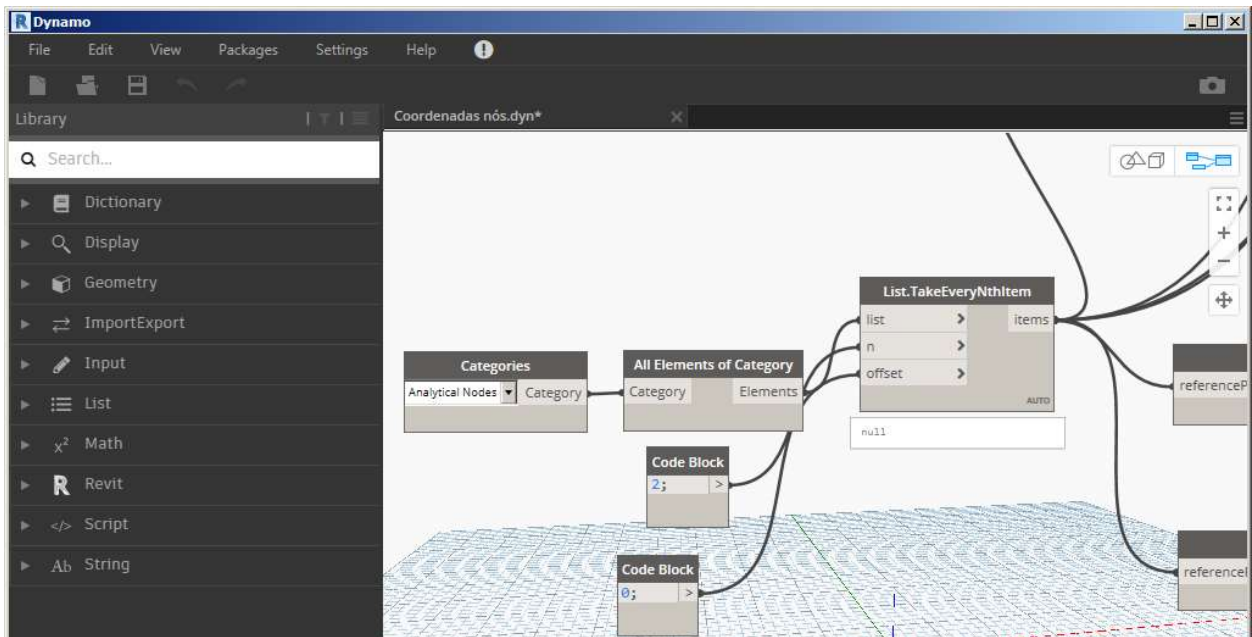 Dynamo
File Edit View Packages Settings Help
Library
Coordenadas nós.dyn*
Search...
Dictionary
Display
Geometry
ImportExport
Input
List
Math
Revit
Script
String
Categories
Analytical Nodes Category
All Elements of Category
Category Elements
Code Block
2; >
Code Block
0; >
List.TakeEveryNthItem
list > items
n >
offset >
AUTO
null
referenceP